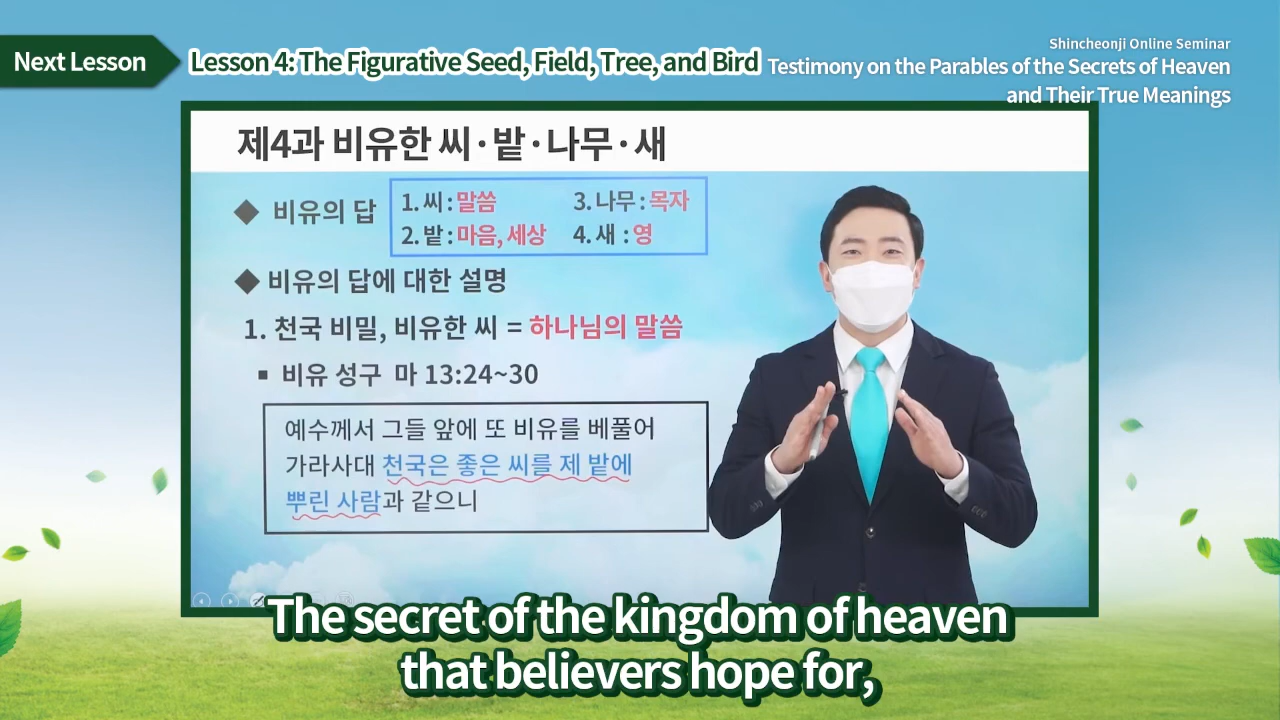 Next Lesson
Lesson 4: The Figurative Seed, Field, Tree, and Bird
Shincheonji Online Seminar
Testimony on the Parables of the Secrets of Heaven
and Their True Meanings
제4과 비유한 씨·밭·나무·새
◆ 비유의 답
1. 씨 : 말씀
3. 나무 : 목자
2. 밭 : 마음, 세상
4. 새 : 영
◆ 비유의 답에 대한 설명
1. 천국 비밀, 비유한 씨 = 하나님의 말씀
▪ 비유 성구 마 13:24~30
예수께서 그들 앞에 또 비유를 베풀어
가라사대 천국은 좋은 씨를 제 밭에
뿌린 사람과 같으니
The secret of the kingdom of heaven
that believers hope for,